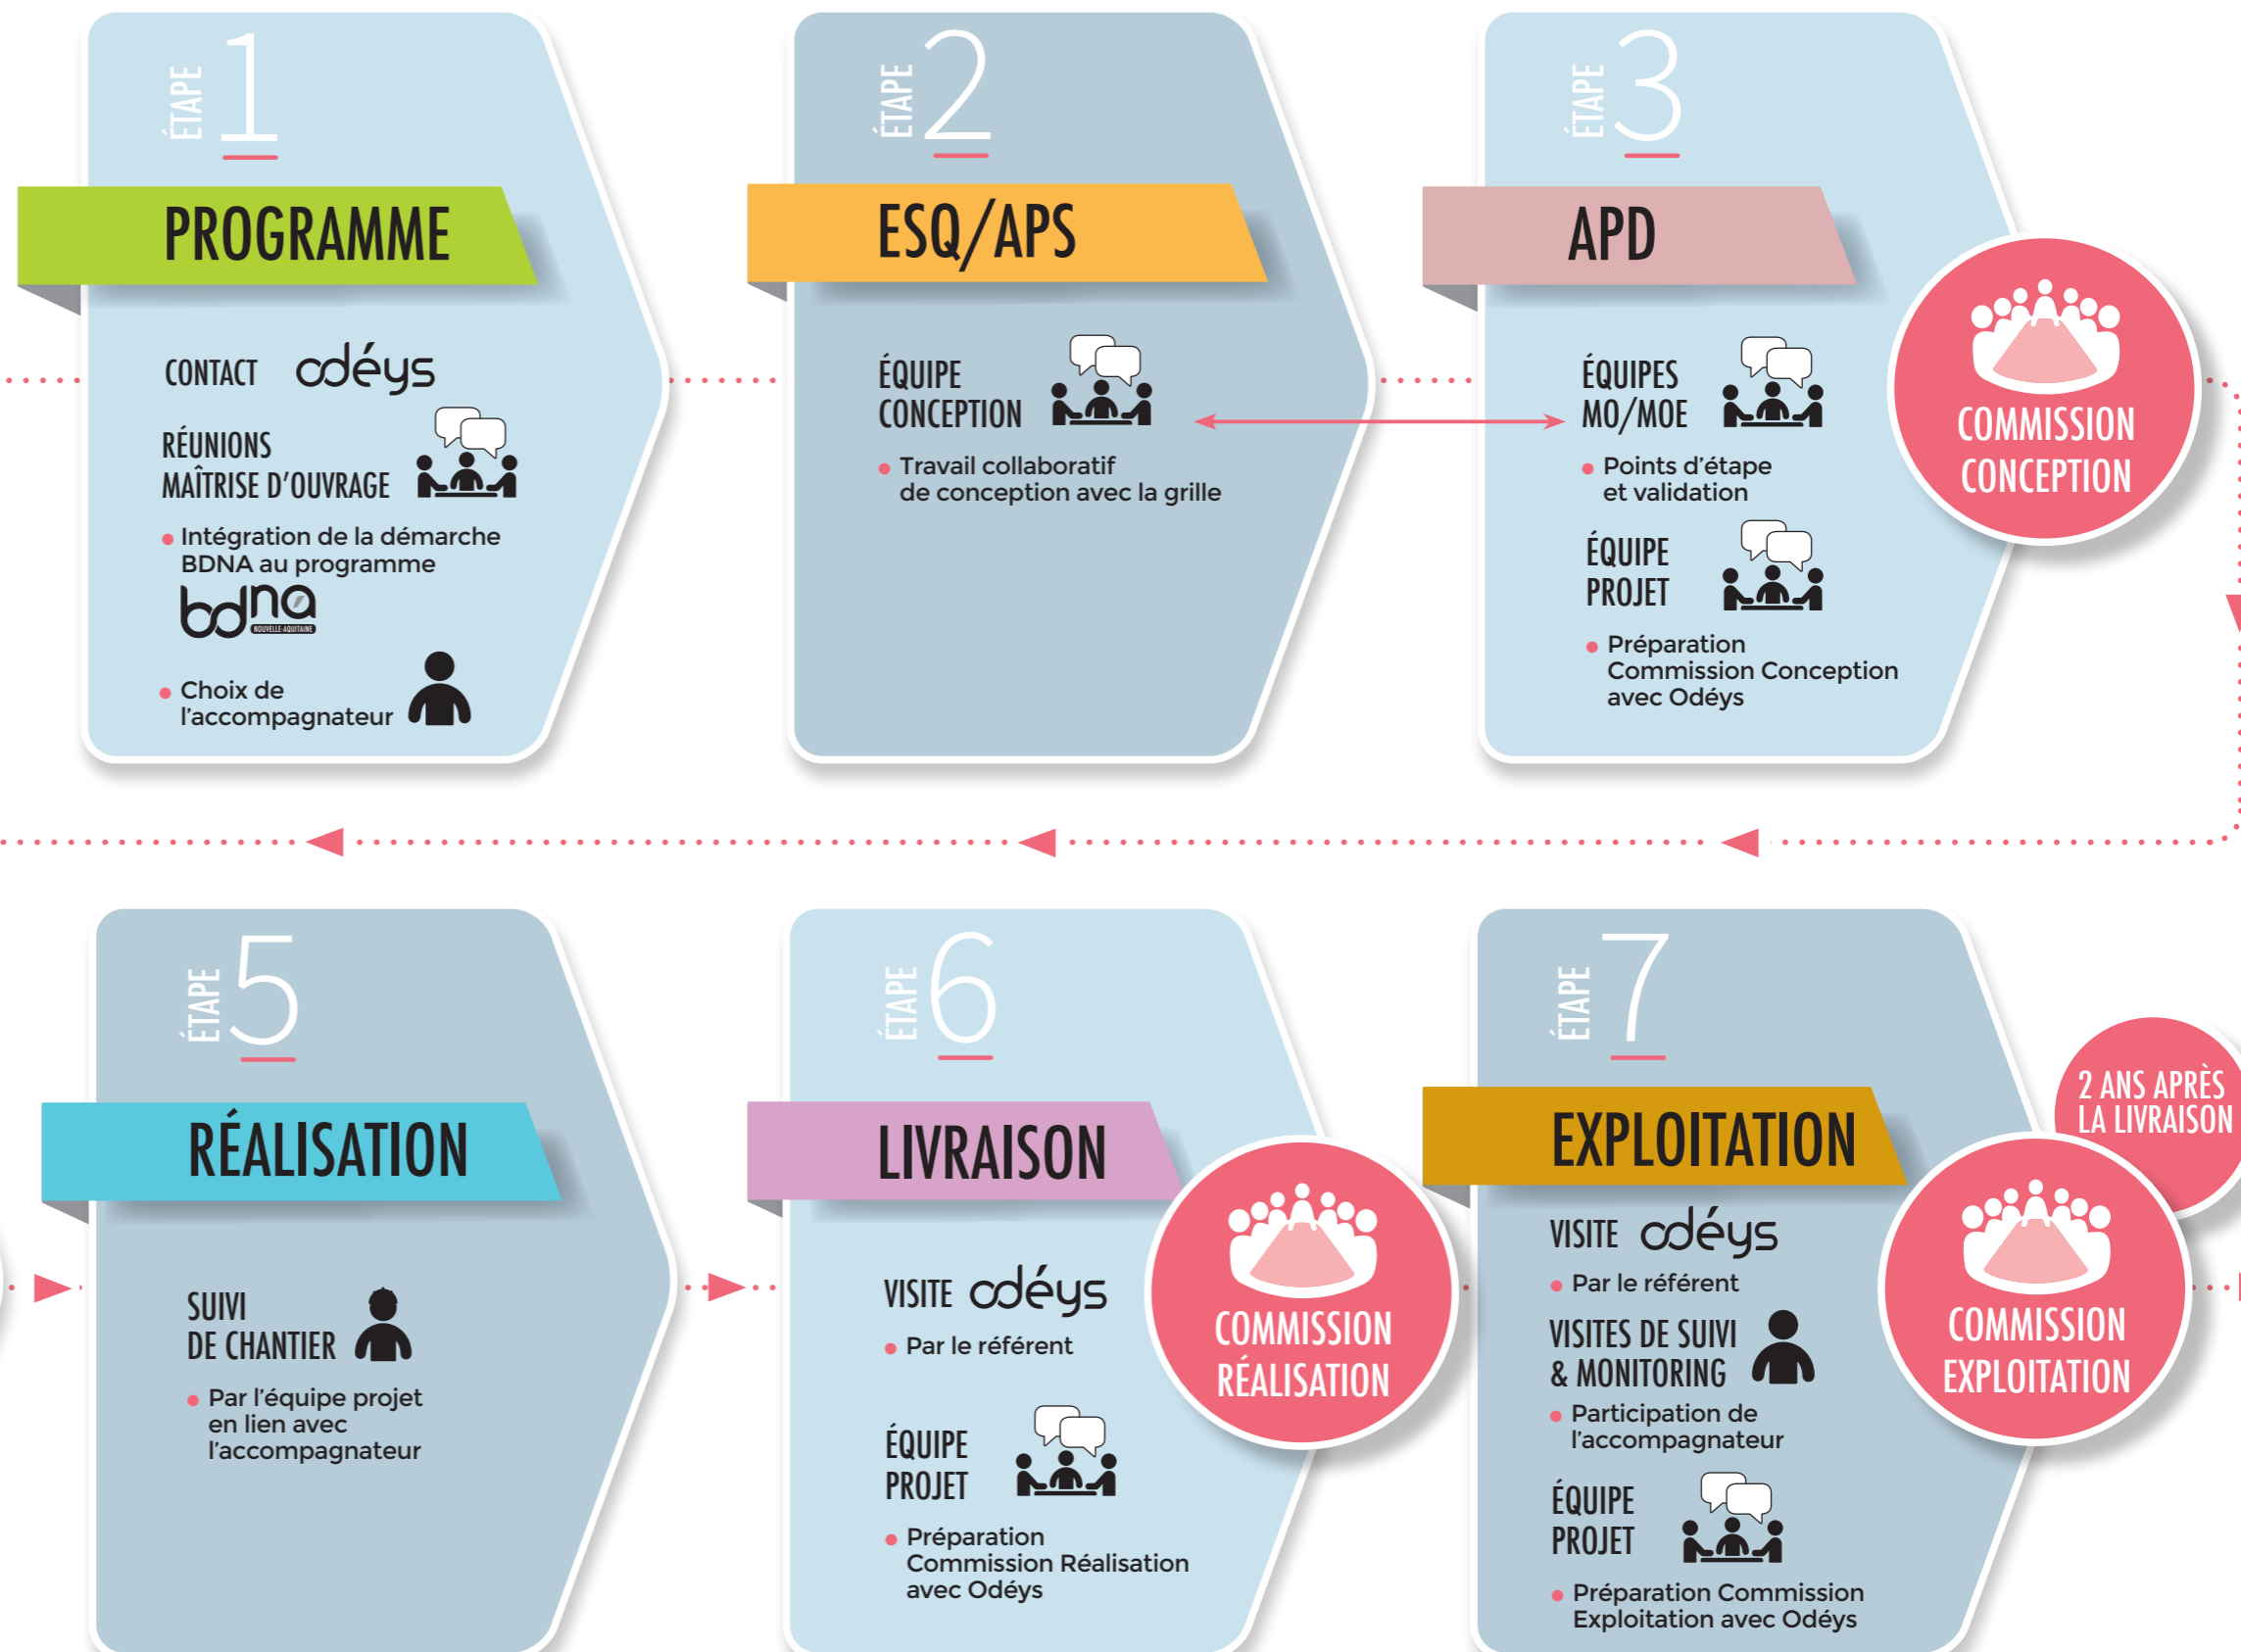 ÉTAPE 1
PROGRAMME
CONTACT odéys
RÉUNIONS
MAÎTRISE D'OUVRAGE
Intégration de la démarche
BDNA au programme
bdna
NOUVELLE-AQUITAINE
Choix de
l'accompagnateur
ÉTAPE 2
ESQ/APS
ÉQUIPE
CONCEPTION
Travail collaboratif
de conception avec la grille
ÉTAPE 3
APD
ÉQUIPES
MO/MOE
Points d'étape
et validation
ÉQUIPE
PROJET
Préparation
Commission Conception
avec Odéys
COMMISSION
CONCEPTION
ÉTAPE 5
RÉALISATION
SUIVI
DE CHANTIER
Par l'équipe projet
en lien avec
l'accompagnateur
ÉTAPE 6
LIVRAISON
VISITE odéys
Par le référent
ÉQUIPE
PROJET
Préparation
Commission Réalisation
avec Odéys
COMMISSION
RÉALISATION
ÉTAPE 7
EXPLOITATION
VISITE odéys
Par le référent
VISITES DE SUIVI
& MONITORING
Participation de
l'accompagnateur
ÉQUIPE
PROJET
Préparation Commission
Exploitation avec Odéys
2 ANS APRÈS
LA LIVRAISON
COMMISSION
EXPLOITATION